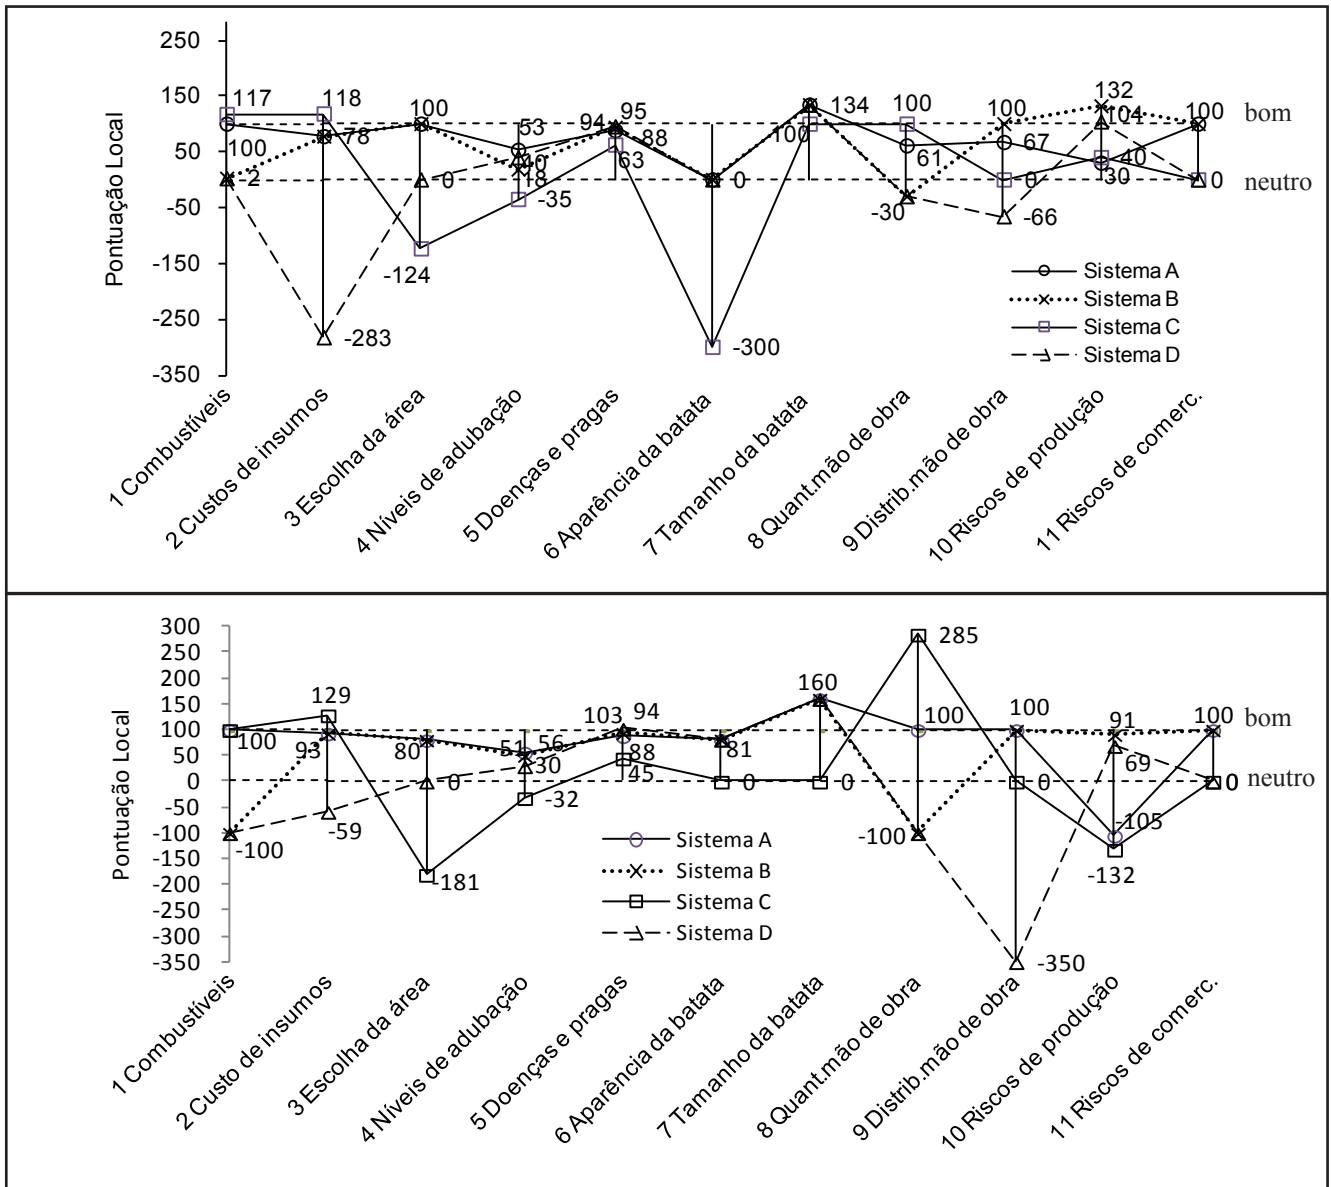 250
150
50
-50
-150
-250
-350
Pontuação Local
117
118
100
53
94
95
88
134
100
100
132
104
100
bom
100
2
78
0
40
18
-35
63
0
100
61
-30
67
0
-66
40
30
0
neutro
-124
-283
-300
Sistema A
Sistema B
Sistema C
Sistema D
1 Combustíveis
2 Custos de insumos
3 Escolha da área
4 Níveis de adubação
5 Doenças e pragas
6 Aparência da batata
7 Tamanho da batata
8 Quant.mão de obra
9 Distrib.mão de obra
10 Riscos de produção
11 Riscos de comerc.
300
250
200
150
100
50
0
-50
-100
-150
-200
-250
-300
-350
Pontuação Local
285
129
160
103
94
100
100
91
100
bom
100
93
80
51
56
30
88
45
81
69
0
-32
0
0
0
0
neutro
-100
-59
-181
-100
-105
-132
-350
Sistema A
Sistema B
Sistema C
Sistema D
1 Combustíveis
2 Custo de insumos
3 Escolha da área
4 Níveis de adubação
5 Doenças e pragas
6 Aparência da batata
7 Tamanho da batata
8 Quant.mão de obra
9 Distrib.mão de obra
10 Riscos de produção
11 Riscos de comerc.